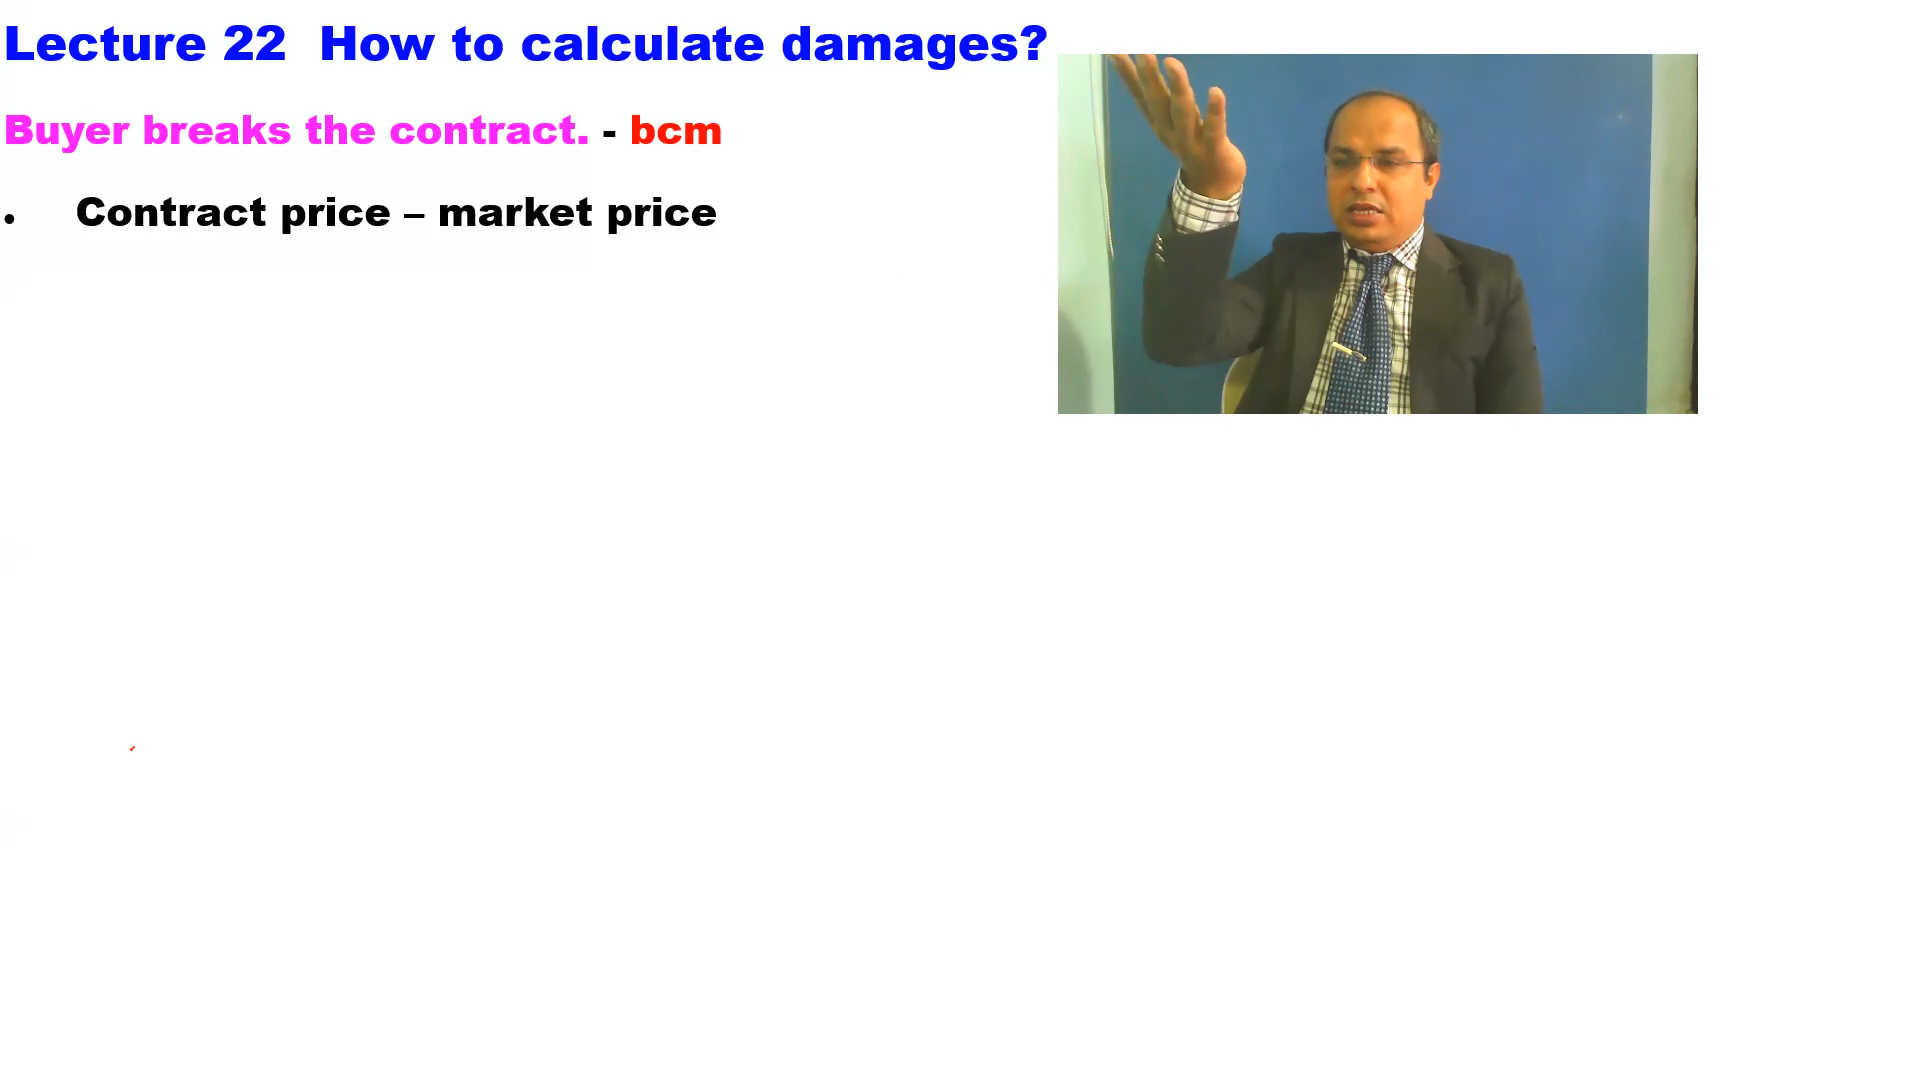 Lecture 22  How to calculate damages?
Buyer breaks the contract. - bcm
• Contract price – market price